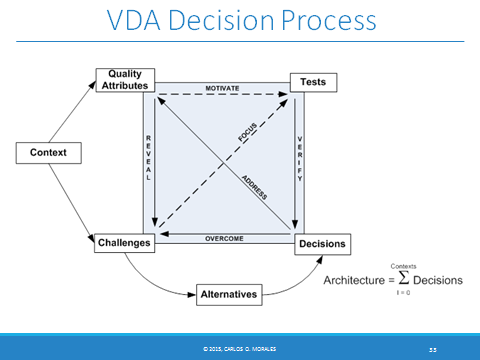 VDA Decision Process
Quality
Attributes
MOTIVATE
Tests
REVEAL
FOCUS
VERIFY
Context
ADDRESS
Challenges
OVERCOME
Decisions
Alternatives
Contexts
Architecture = Σ Decisions
I = 0
© 2015, CARLOS O. MORALES
33